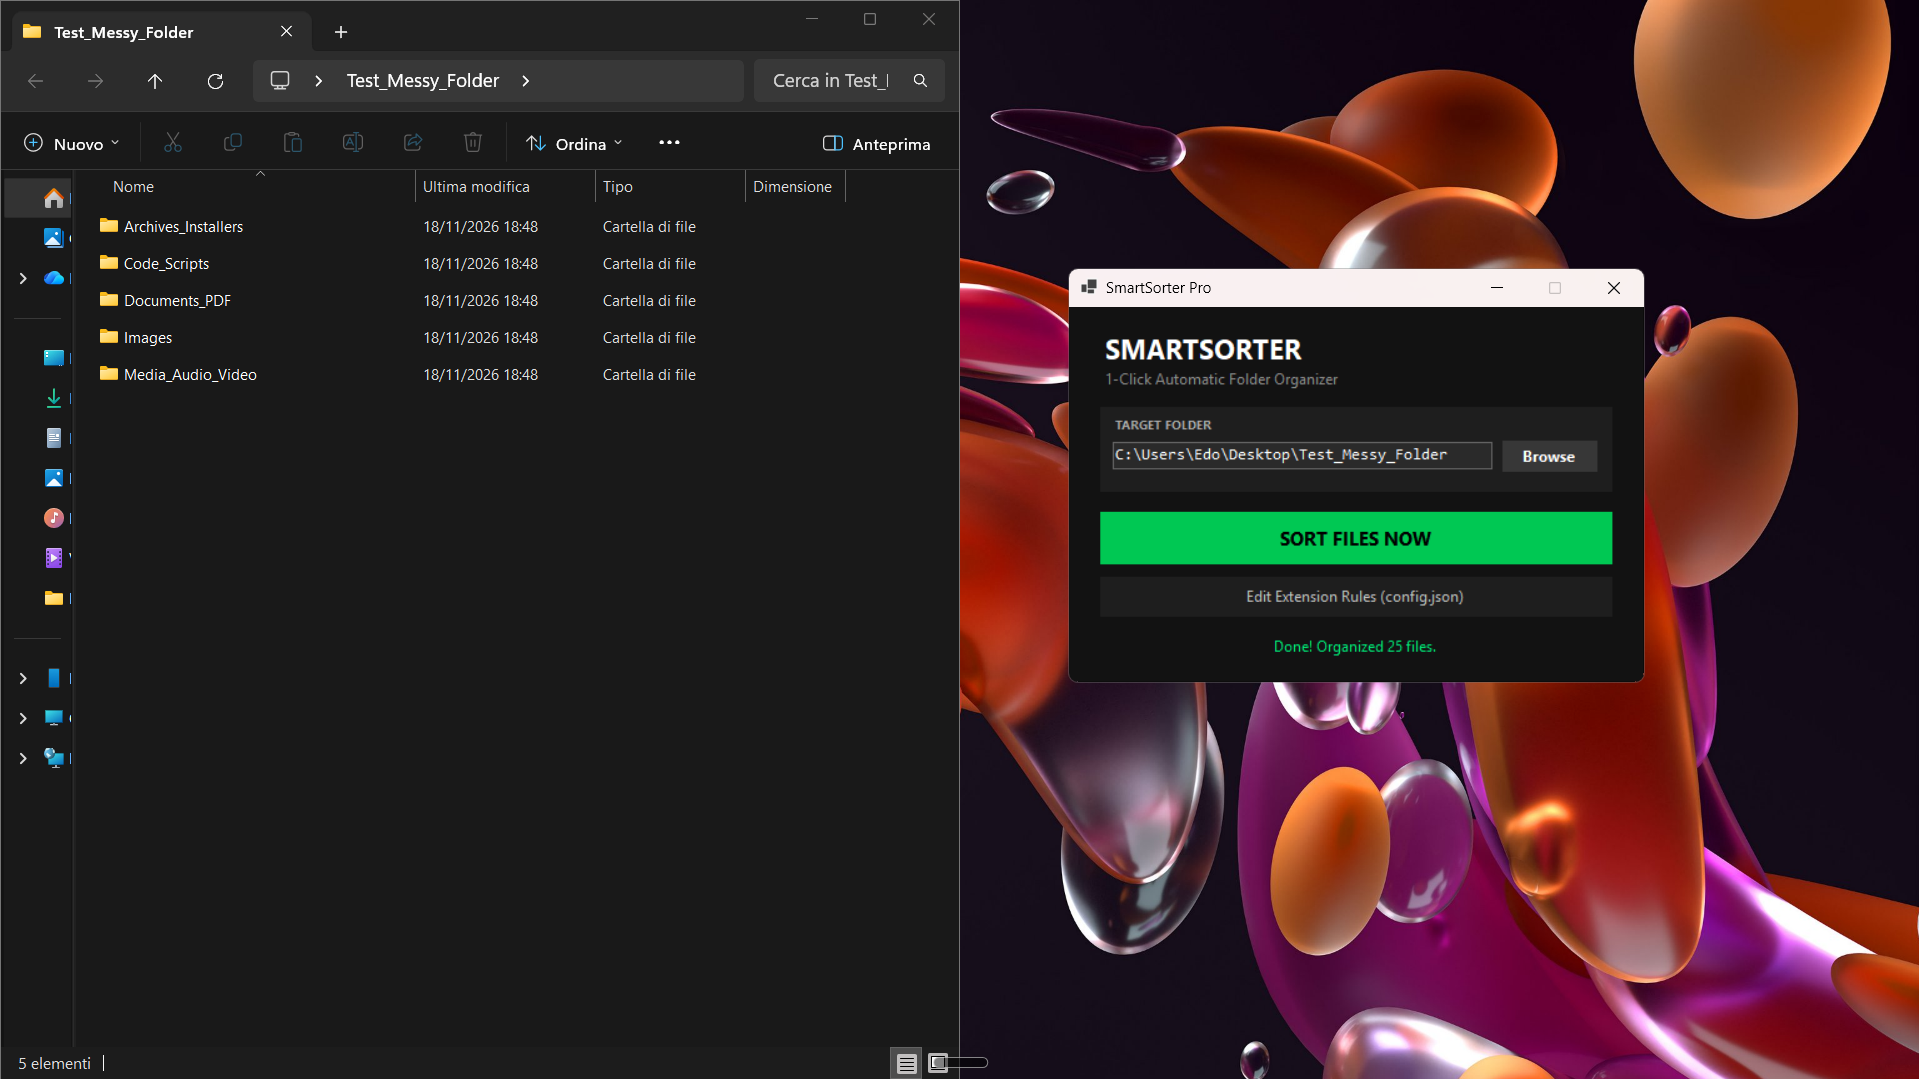 Test_Messy_Folder
Test_Messy_Folder
Cerca in Test_
Nuovo
Ordina
Anteprima
Nome Ultima modifica Tipo Dimensione
Archives_Installers 18/11/2026 18:48 Cartella di file
Code_Scripts 18/11/2026 18:48 Cartella di file
Documents_PDF 18/11/2026 18:48 Cartella di file
Images 18/11/2026 18:48 Cartella di file
Media_Audio_Video 18/11/2026 18:48 Cartella di file
5 elementi
SmartSorter Pro
SMARTSORTER
1-Click Automatic Folder Organizer
TARGET FOLDER
C:\Users\Edo\Desktop\Test_Messy_Folder
Browse
SORT FILES NOW
Edit Extension Rules (config.json)
Done! Organized 25 files.